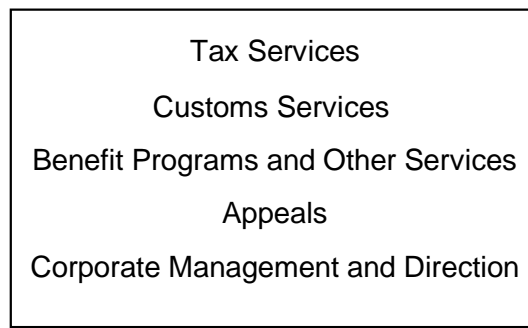 Tax Services
Customs Services
Benefit Programs and Other Services
Appeals
Corporate Management and Direction